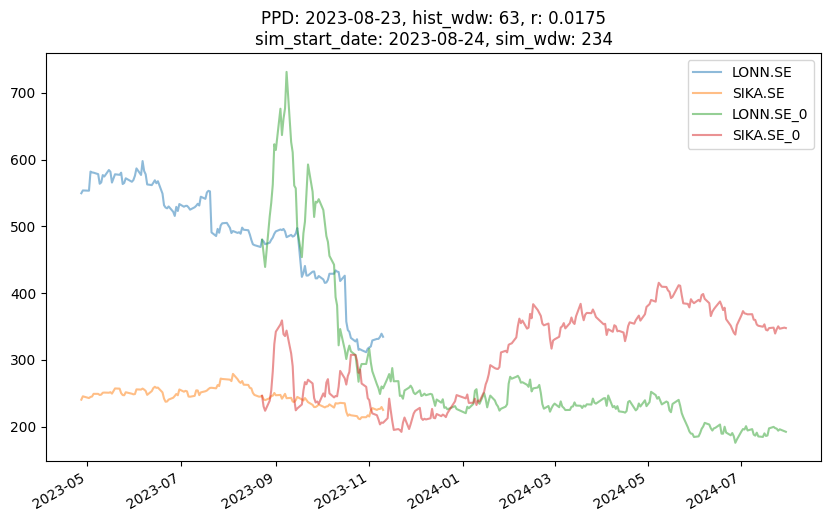 PPD: 2023-08-23, hist_wdw: 63, r: 0.0175
sim_start_date: 2023-08-24, sim_wdw: 234
LONN.SE
SIKA.SE
LONN.SE_0
SIKA.SE_0
700
600
500
400
300
200
2023-05
2023-07
2023-09
2023-11
2024-01
2024-03
2024-05
2024-07